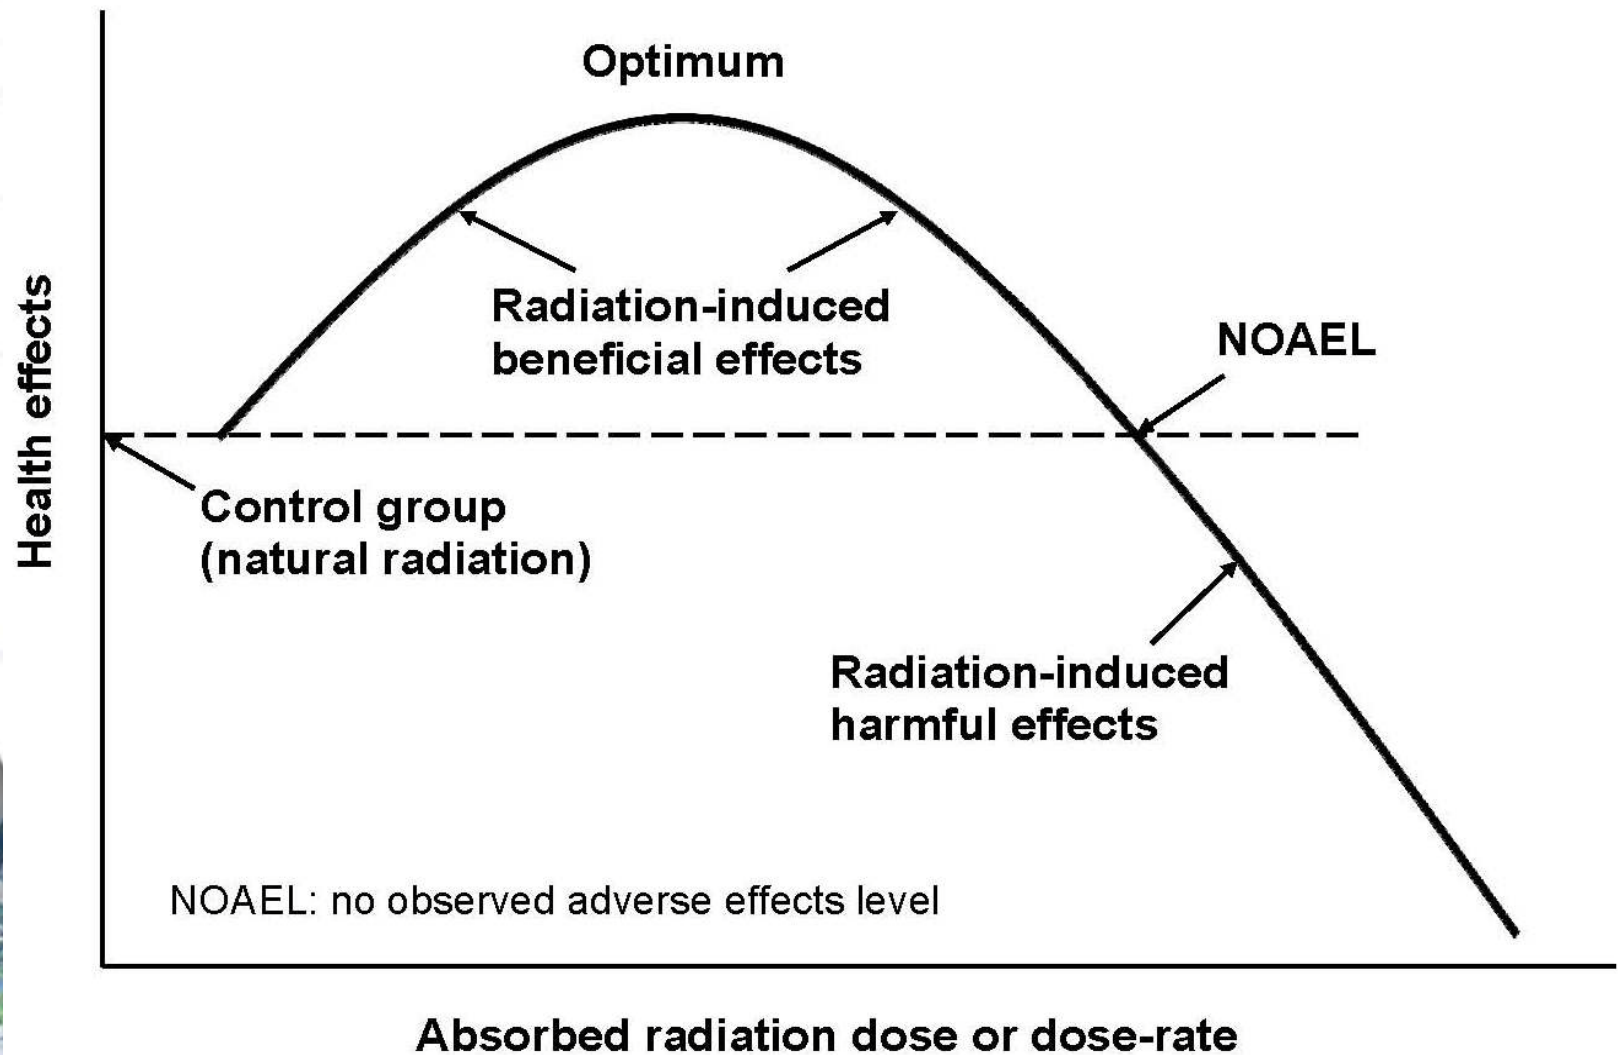 Optimum
Radiation-induced
beneficial effects
NOAEL
Health effects
Control group
(natural radiation)
Radiation-induced
harmful effects
NOAEL: no observed adverse effects level
Absorbed radiation dose or dose-rate